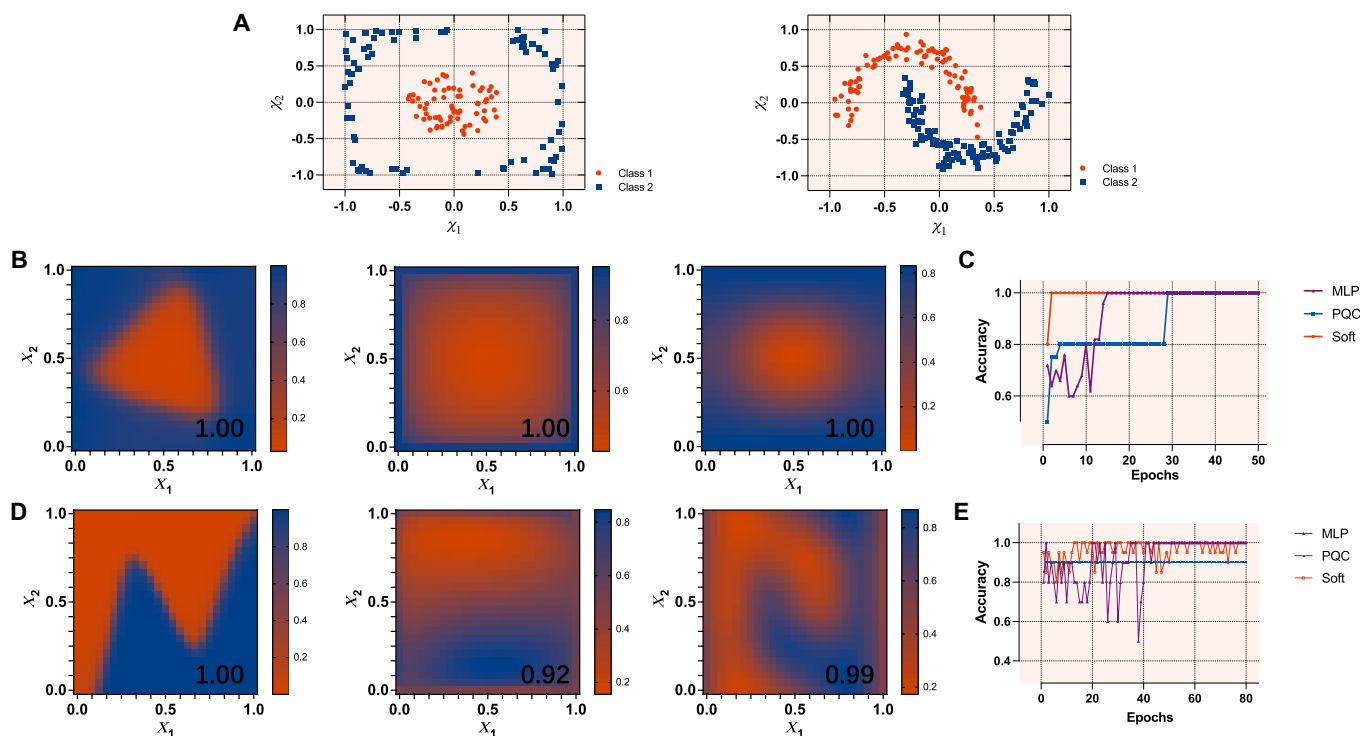 A
1.0
0.5
0.0
-0.5
-1.0
χ2
-1.0 -0.5 0.0 0.5 1.0
χ1
Class 1
Class 2
1.0
0.5
0.0
-0.5
-1.0
χ2
-1.0 -0.5 0.0 0.5 1.0
χ1
Class 1
Class 2
B
1.0
0.5
0.0
X2
0.0 0.5 1.0
X1
1.00
0.8
0.6
0.4
0.2
1.0
0.5
0.0
X2
0.0 0.5 1.0
X1
1.00
0.8
0.6
1.0
0.5
0.0
X2
0.0 0.5 1.0
X1
1.00
0.8
0.6
0.4
0.2
C
1.0
0.8
0.6
Accuracy
0 10 20 30 40 50
Epochs
MLP
PQC
Soft
D
1.0
0.5
0.0
X2
0.0 0.5 1.0
X1
1.00
0.8
0.6
0.4
0.2
1.0
0.5
0.0
X2
0.0 0.5 1.0
X1
0.92
0.8
0.6
0.4
0.2
1.0
0.5
0.0
X2
0.0 0.5 1.0
X1
0.99
0.8
0.6
0.4
0.2
E
1.0
0.8
0.6
0.4
Accuracy
0 20 40 60 80
Epochs
MLP
PQC
Soft